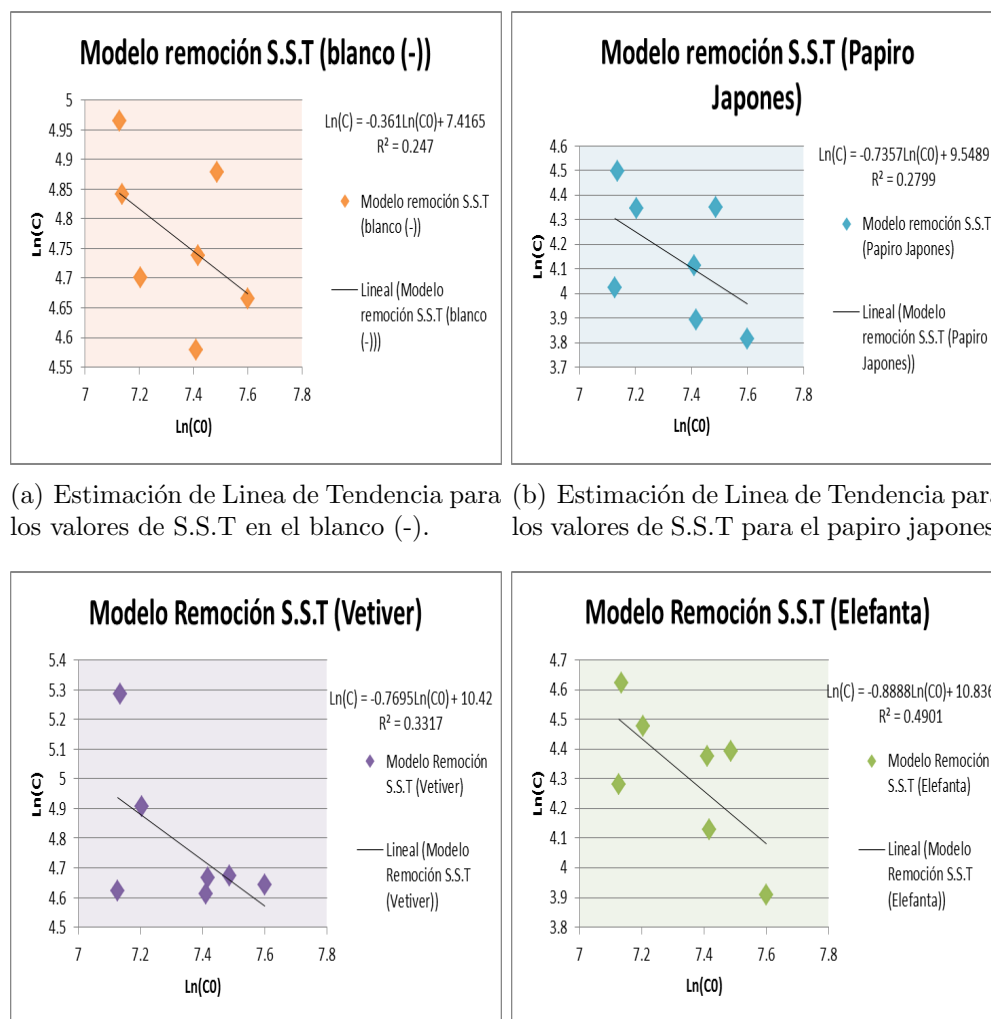 Modelo remoción S.S.T (blanco (-))
5
4.95
4.9
4.85
4.8
4.75
4.7
4.65
4.6
4.55
Ln(C)
7
7.2
7.4
7.6
7.8
Ln(C0)
Ln(C) = -0.361Ln(C0)+ 7.4165
R² = 0.247
Modelo remoción S.S.T
(blanco (-))
Lineal (Modelo
remoción S.S.T (blanco
(-)))
Modelo remoción S.S.T (Papiro
Japones)
4.6
4.5
4.4
4.3
4.2
4.1
4
3.9
3.8
3.7
Ln(C)
7
7.2
7.4
7.6
7.8
Ln(C0)
Ln(C) = -0.7357Ln(C0) + 9.5489
R² = 0.2799
Modelo remoción S.S.T
(Papiro Japones)
Lineal (Modelo
remoción S.S.T (Papiro
Japones))
(a) Estimación de Linea de Tendencia para
los valores de S.S.T en el blanco (-).
(b) Estimación de Linea de Tendencia para
los valores de S.S.T para el papiro japones
Modelo Remoción S.S.T (Vetiver)
5.4
5.3
5.2
5.1
5
4.9
4.8
4.7
4.6
4.5
Ln(C)
7
7.2
7.4
7.6
7.8
Ln(C0)
Ln(C) = -0.7695Ln(C0)+ 10.42
R² = 0.3317
Modelo Remoción
S.S.T (Vetiver)
Lineal (Modelo
Remoción S.S.T
(Vetiver))
Modelo Remoción S.S.T (Elefanta)
4.7
4.6
4.5
4.4
4.3
4.2
4.1
4
3.9
3.8
Ln(C)
7
7.2
7.4
7.6
7.8
Ln(C0)
Ln(C) = -0.8888Ln(C0)+ 10.836
R² = 0.4901
Modelo Remoción
S.S.T (Elefanta)
Lineal (Modelo
Remoción S.S.T
(Elefanta))